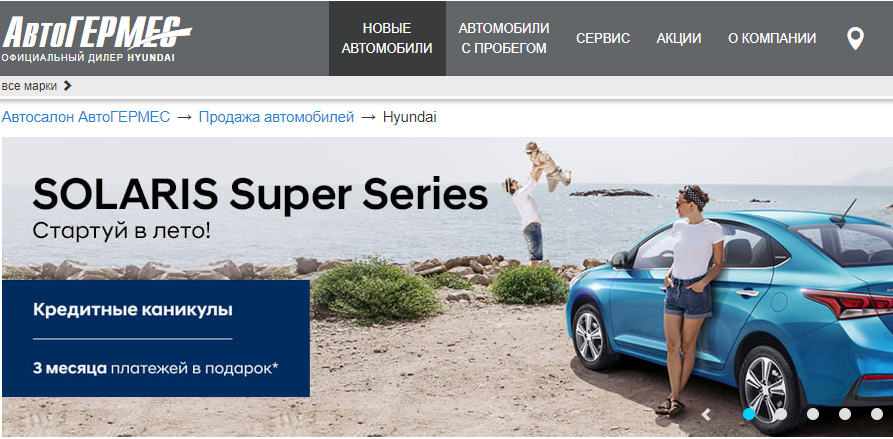 АвтоГЕРМЕС
ОФИЦИАЛЬНЫЙ ДИЛЕР HYUNDAI
НОВЫЕ
АВТОМОБИЛИ
АВТОМОБИЛИ
С ПРОБЕГОМ
СЕРВИС
АКЦИИ
О КОМПАНИИ
все марки
Автосалон АвтоГЕРМЕС → Продажа автомобилей → Hyundai
SOLARIS Super Series
Стартуй в лето!
Кредитные каникулы
3 месяца платежей в подарок*